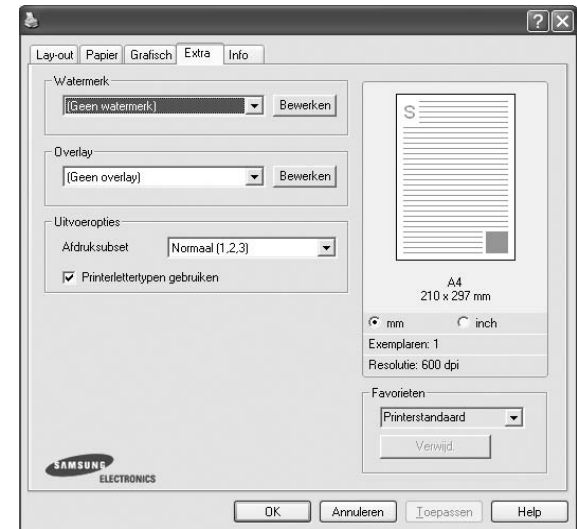 Lay-out Papier Grafisch Extra Info
Watermerk
(Geen watermerk) Bewerken
Overlay
(Geen overlay) Bewerken
Uitvoeropties
Afdruksubset Normaal (1,2,3)
Printerlettertypen gebruiken
S
A4
210 x 297 mm
mm inch
Exemplaren: 1
Resolutie: 600 dpi
Favorieten
Printerstandaard
Verwijd.
SAMSUNG
ELECTRONICS
OK Annuleren Toepassen Help